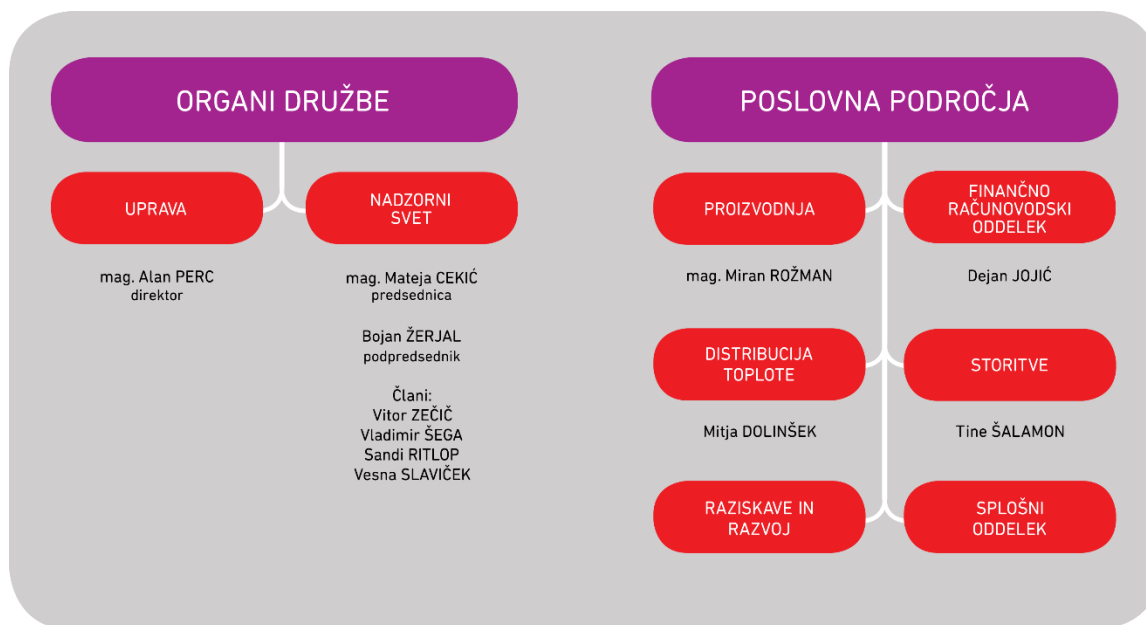 ORGANI DRUŽBE
UPRAVA
mag. Alan PERC
direktor
NADZORNI
SVET
mag. Mateja CEKIĆ
predsednica
Bojan ŽERJAL
podpredsednik
Člani:
Vitor ZEČIČ
Vladimir ŠEGA
Sandi RITLOP
Vesna SLAVIČEK
POSLOVNA PODROČJA
PROIZVODNJA
mag. Miran ROŽMAN
FINANČNO
RAČUNOVODSKI
ODDELEK
Dejan JOJIĆ
DISTRIBUCIJA
TOPLOTE
Mitja DOLINŠEK
STORITVE
Tine ŠALAMON
RAZISKAVE IN
RAZVOJ
SPLOŠNI
ODDELEK